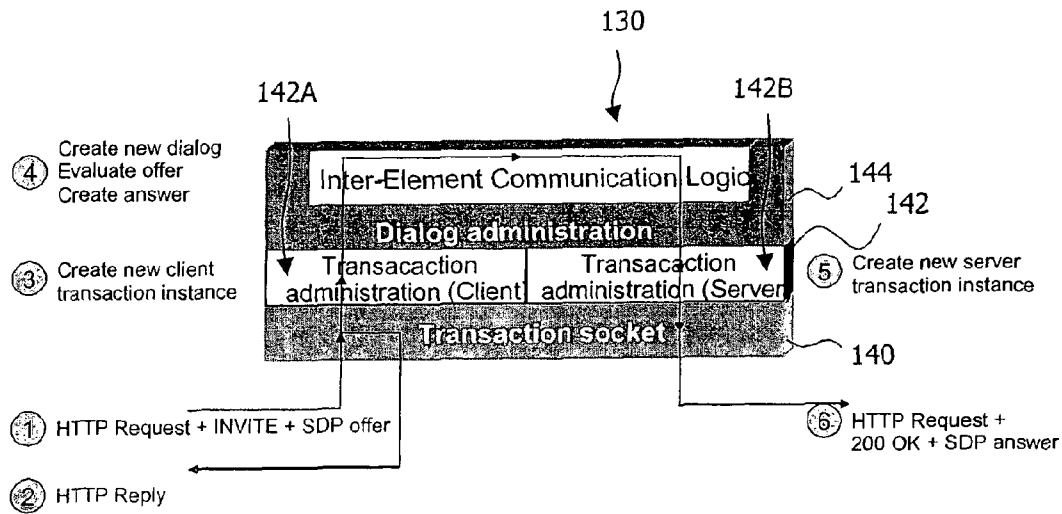 130
142A
142B
4 Create new dialog
Evaluate offer
Create answer
Inter-Element Communication Logic
144
Dialog administration
142
3 Create new client
transaction instance
Transacaction
administration (Client)
Transacaction
administration (Server
5 Create new server
transaction instance
Transaction socket
140
1 HTTP Request + INVITE + SDP offer
6 HTTP Request +
200 OK + SDP answer
2 HTTP Reply